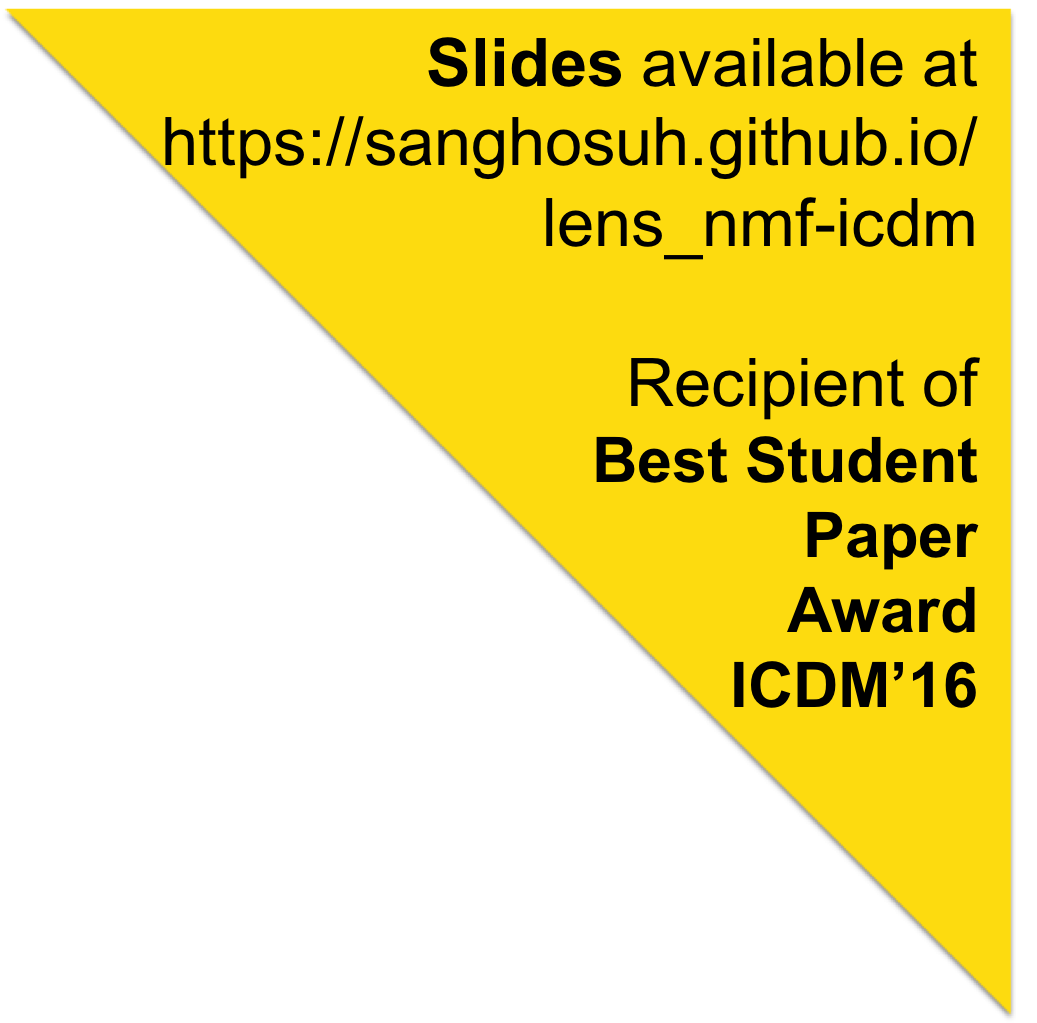 Slides available at
https://sanghosuh.github.io/
lens_nmf-icdm
Recipient of
Best Student
Paper
Award
ICDM’16